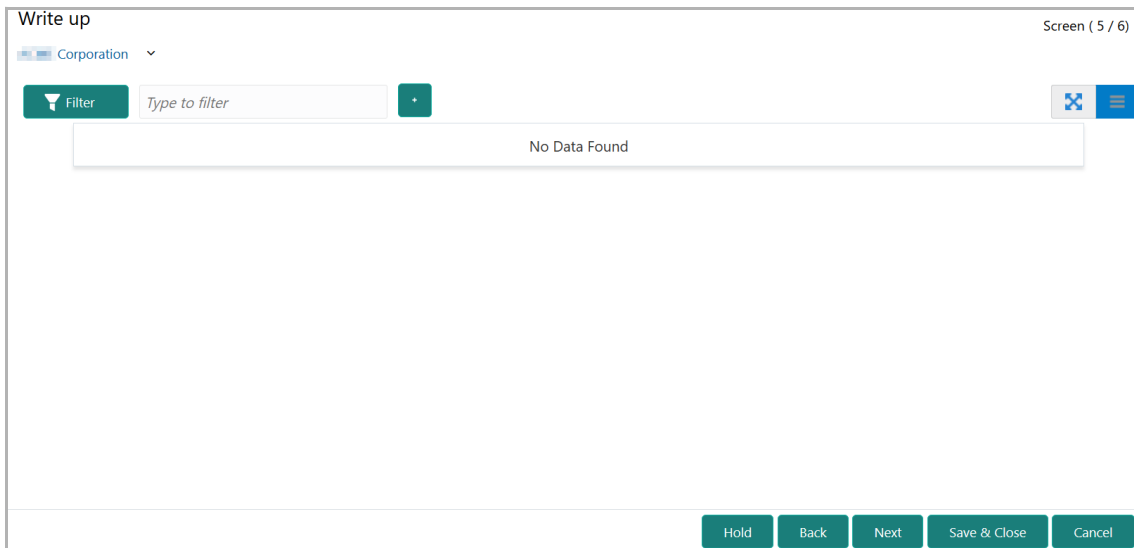 Write up
Screen ( 5 / 6)
Corporation
Filter
Type to filter
+
No Data Found
Hold
Back
Next
Save & Close
Cancel